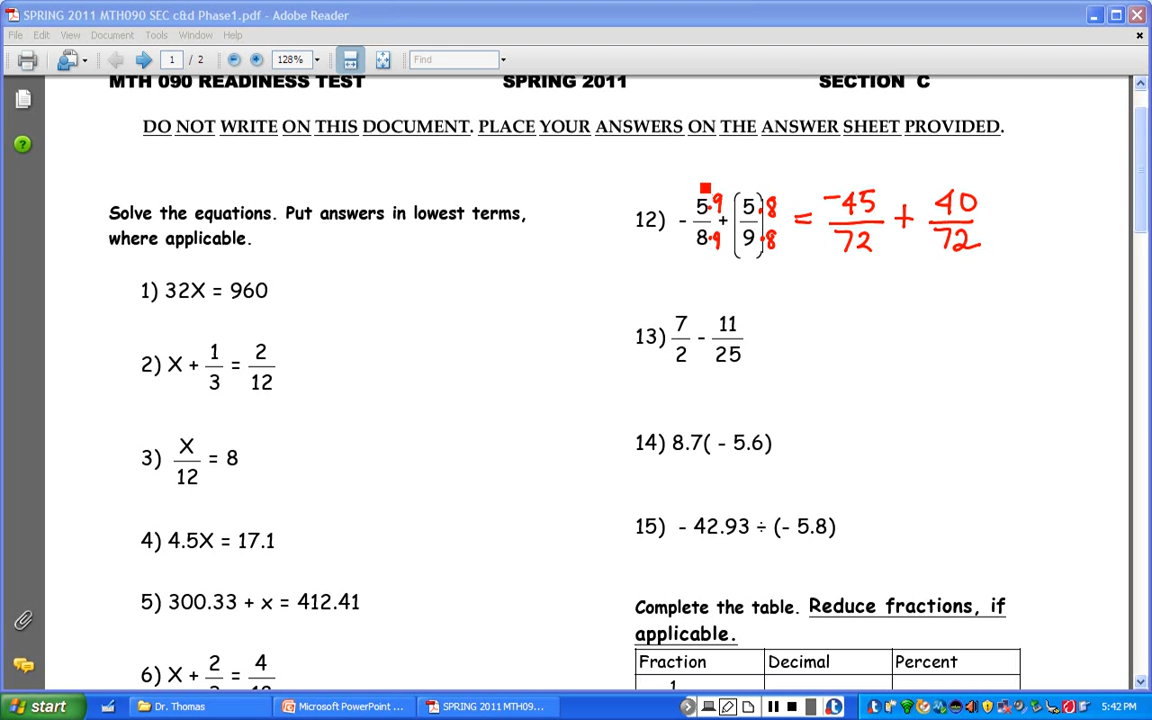 SPRING 2011 MTH090 SEC c&d Phase1.pdf - Adobe Reader
File Edit View Document Tools Window Help
1 / 2 128% Find
MTH 090 READINESS TEST SPRING 2011 SECTION C
DO NOT WRITE ON THIS DOCUMENT. PLACE YOUR ANSWERS ON THE ANSWER SHEET PROVIDED.
Solve the equations. Put answers in lowest terms,
where applicable.
1) 32X = 960
2) X + 1/3 = 2/12
3) X/12 = 8
4) 4.5X = 17.1
5) 300.33 + x = 412.41
6) X + 2/3 = 4
12) - 5·9/8·9 + (5/9)·8/·8 = -45/72 + 40/72
13) 7/2 - 11/25
14) 8.7( - 5.6)
15) - 42.93 ÷ (- 5.8)
Complete the table. Reduce fractions, if
applicable.
Fraction Decimal Percent
1
start Dr. Thomas Microsoft PowerPoint ... SPRING 2011 MTH09... 5:42 PM